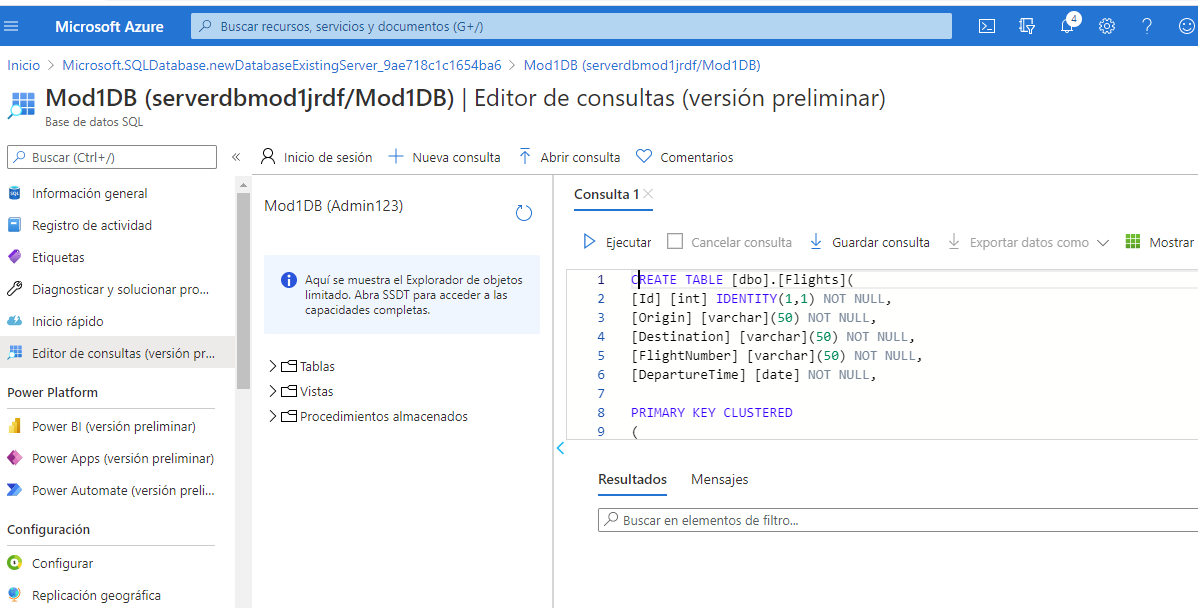 Microsoft Azure
Buscar recursos, servicios y documentos (G+/)
4
Inicio > Microsoft.SQLDatabase.newDatabaseExistingServer_9ae718c1c1654ba6 > Mod1DB (serverdbmod1jrdf/Mod1DB)
Mod1DB (serverdbmod1jrdf/Mod1DB) | Editor de consultas (versión preliminar)
Base de datos SQL
Buscar (Ctrl+/)
«
Información general
Registro de actividad
Etiquetas
Diagnosticar y solucionar pro...
Inicio rápido
Editor de consultas (versión pr...
Power Platform
Power BI (versión preliminar)
Power Apps (versión preliminar)
Power Automate (versión preli...
Configuración
Configurar
Replicación geográfica
Inicio de sesión
Nueva consulta
Abrir consulta
Comentarios
Mod1DB (Admin123)
Aquí se muestra el Explorador de objetos
limitado. Abra SSDT para acceder a las
capacidades completas.
Tablas
Vistas
Procedimientos almacenados
Consulta 1
Ejecutar
Cancelar consulta
Guardar consulta
Exportar datos como
Mostrar
1 CREATE TABLE [dbo].[Flights](
2 [Id] [int] IDENTITY(1,1) NOT NULL,
3 [Origin] [varchar](50) NOT NULL,
4 [Destination] [varchar](50) NOT NULL,
5 [FlightNumber] [varchar](50) NOT NULL,
6 [DepartureTime] [date] NOT NULL,
7
8 PRIMARY KEY CLUSTERED
9 (
Resultados
Mensajes
Buscar en elementos de filtro...